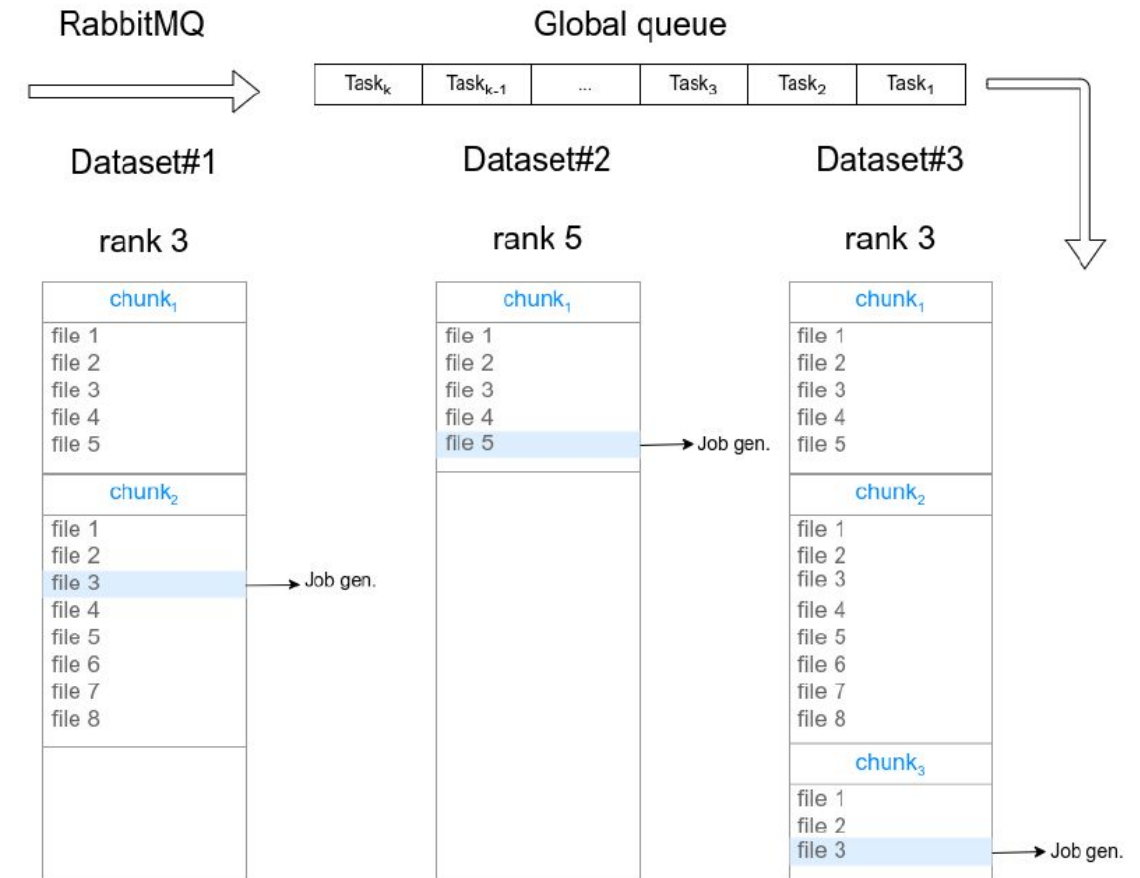 RabbitMQ
Global queue
Taskₖ Taskₖ₋₁ ... Task₃ Task₂ Task₁
Dataset#1
rank 3
chunk₁
file 1
file 2
file 3
file 4
file 5
chunk₂
file 1
file 2
file 3
Job gen.
file 4
file 5
file 6
file 7
file 8
Dataset#2
rank 5
chunk₁
file 1
file 2
file 3
file 4
file 5
Job gen.
Dataset#3
rank 3
chunk₁
file 1
file 2
file 3
file 4
file 5
chunk₂
file 1
file 2
file 3
file 4
file 5
file 6
file 7
file 8
chunk₃
file 1
file 2
file 3
Job gen.